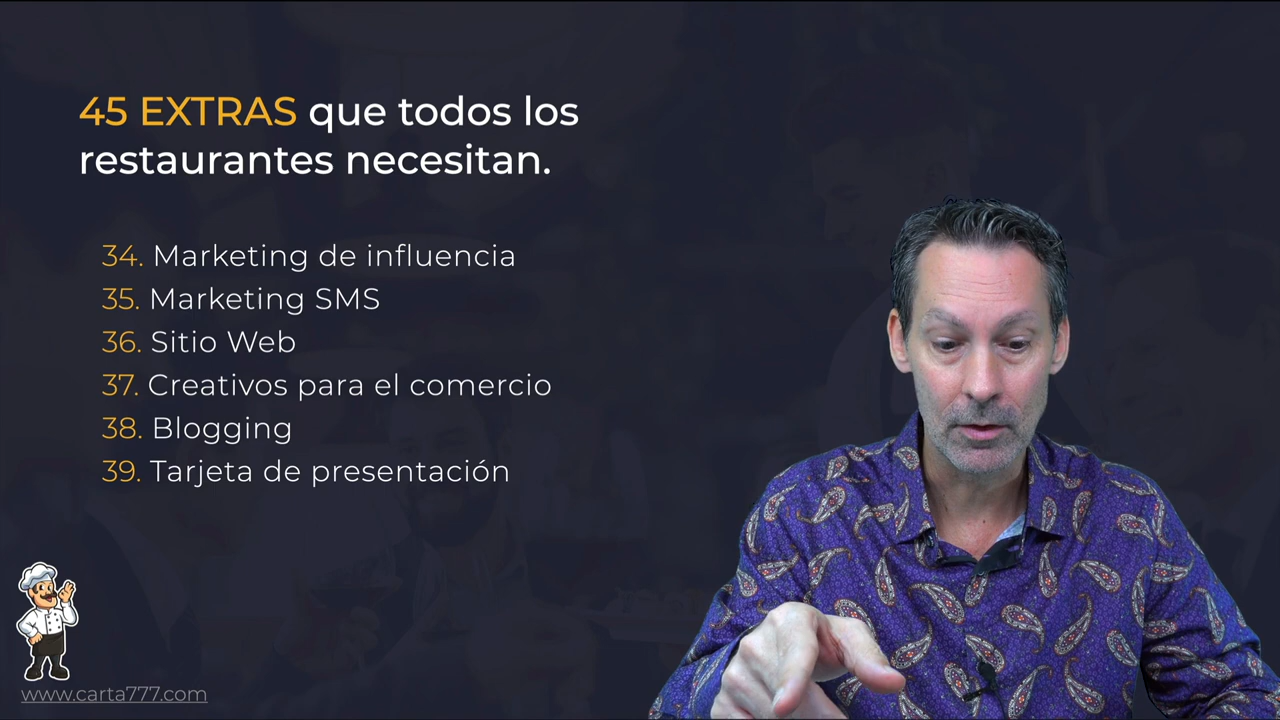 45 EXTRAS que todos los
restaurantes necesitan.
34. Marketing de influencia
35. Marketing SMS
36. Sitio Web
37. Creativos para el comercio
38. Blogging
39. Tarjeta de presentación
www.carta777.com